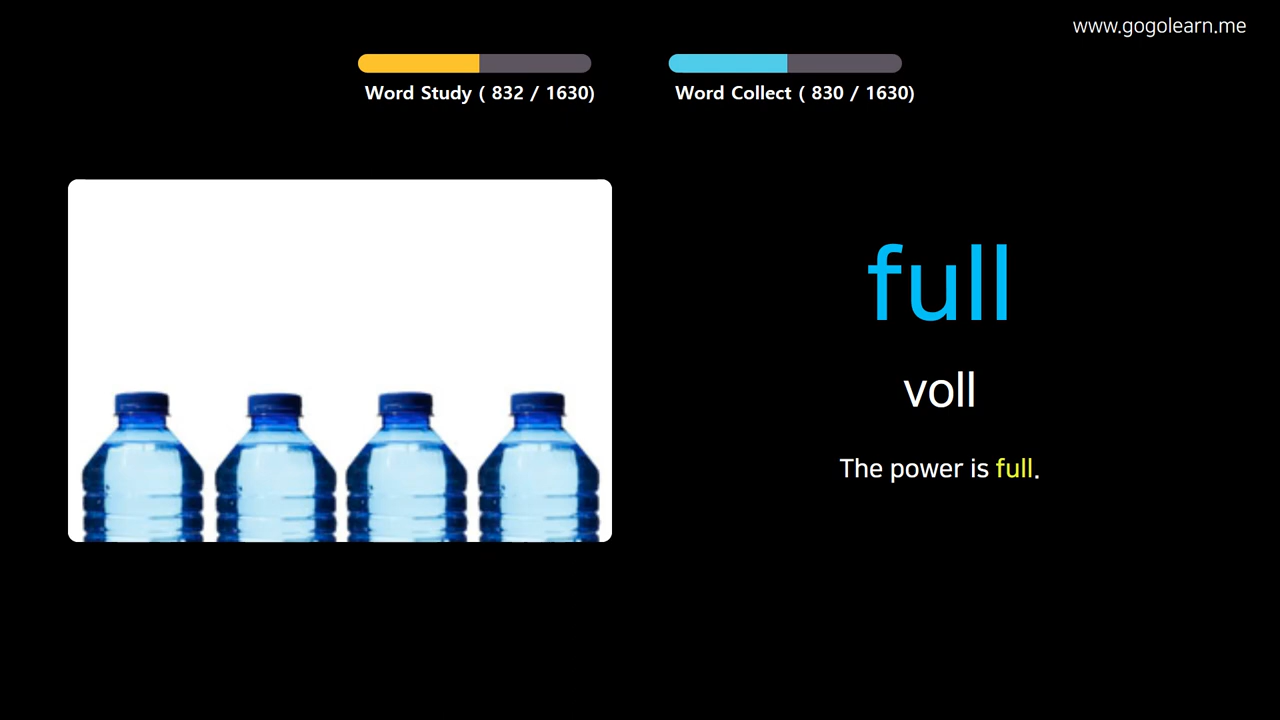 www.gogolearn.me
Word Study ( 832 / 1630)
Word Collect ( 830 / 1630)
full
voll
The power is full.